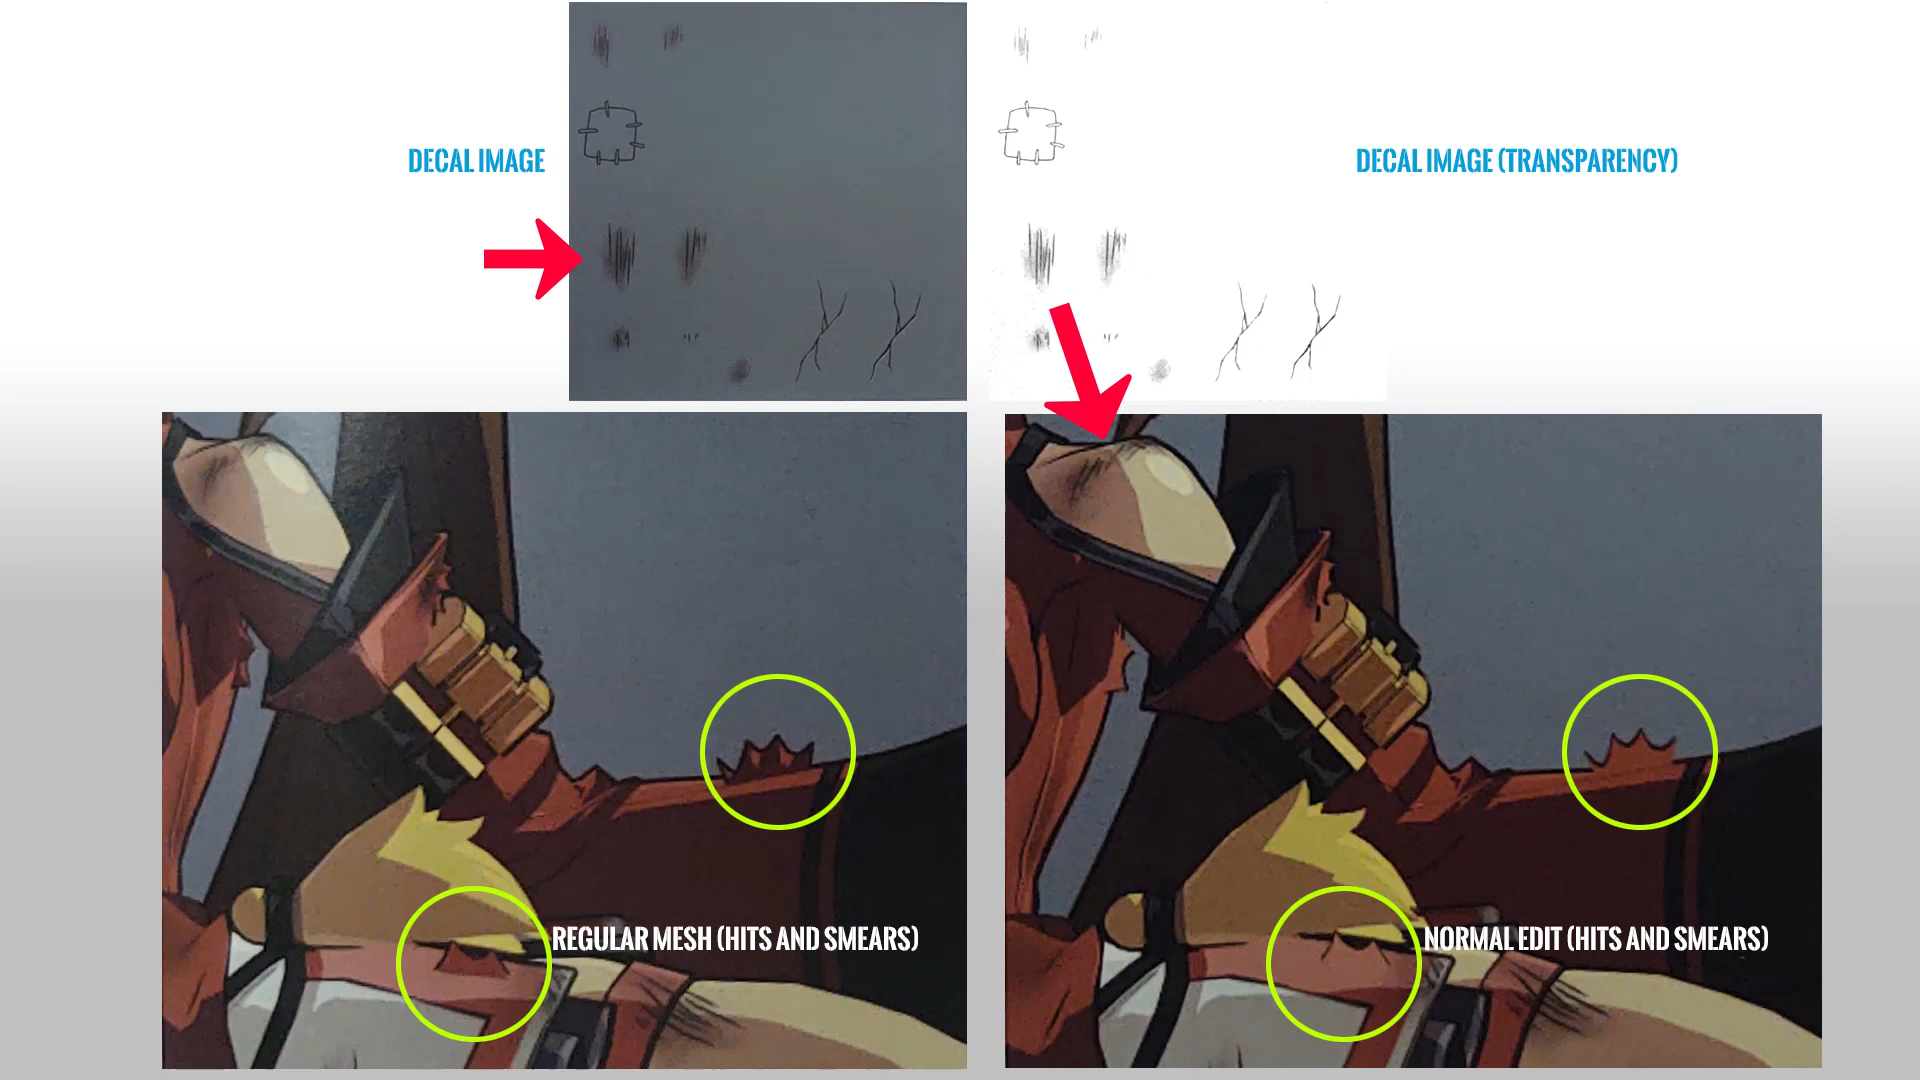 DECAL IMAGE
DECAL IMAGE (TRANSPARENCY)
REGULAR MESH (HITS AND SMEARS)
NORMAL EDIT (HITS AND SMEARS)